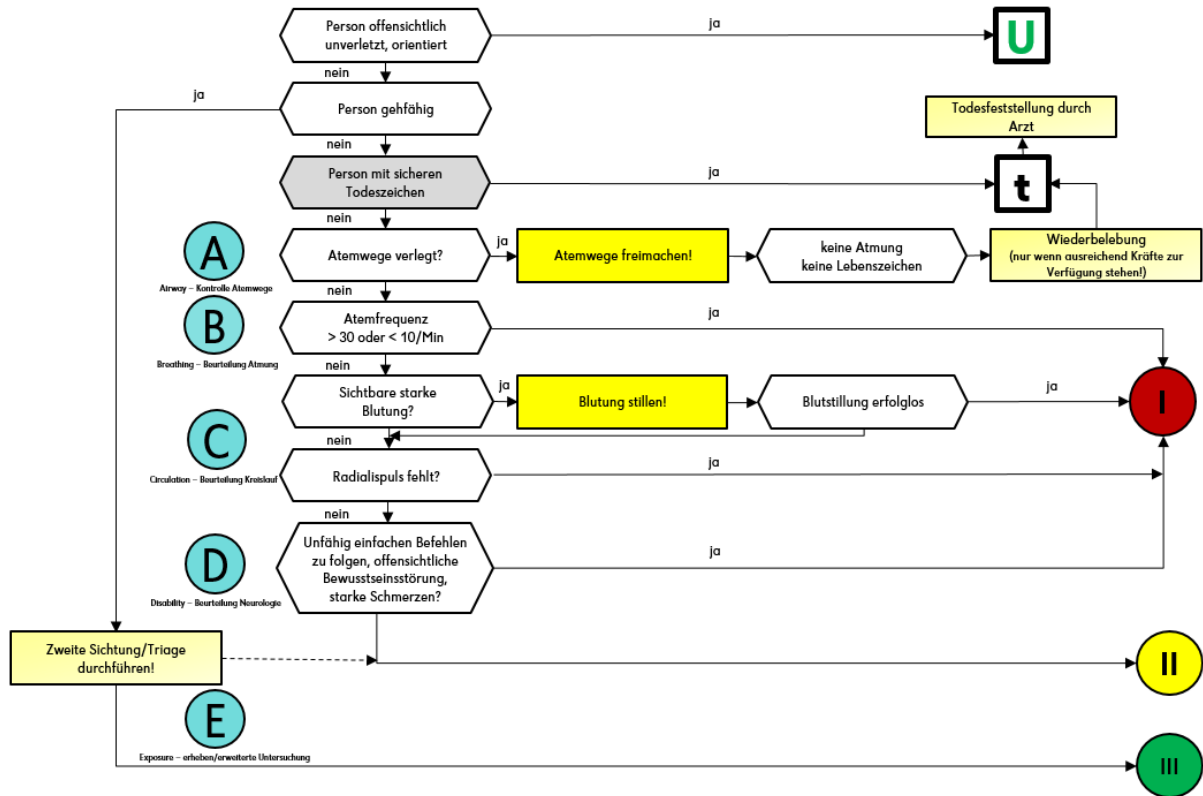 Person offensichtlich
unverletzt, orientiert
ja
U
nein
ja
Person gehfähig
Todesfeststellung durch
Arzt
nein
Person mit sicheren
Todeszeichen
ja
t
nein
A
Airway – Kontrolle Atemwege
Atemwege verlegt?
ja
Atemwege freimachen!
keine Atmung
keine Lebenszeichen
Wiederbelebung
(nur wenn ausreichend Kräfte zur
Verfügung stehen!)
nein
B
Breathing – Beurteilung Atmung
Atemfrequenz
> 30 oder < 10/Min
ja
nein
Sichtbare starke
Blutung?
ja
Blutung stillen!
Blutstillung erfolglos
ja
I
C
Circulation – Beurteilung Kreislauf
nein
Radialispuls fehlt?
ja
nein
D
Disability – Beurteilung Neurologie
Unfähig einfachen Befehlen
zu folgen, offensichtliche
Bewusstseinsstörung,
starke Schmerzen?
ja
Zweite Sichtung/Triage
durchführen!
II
E
Exposure – erheben/erweiterte Untersuchung
III